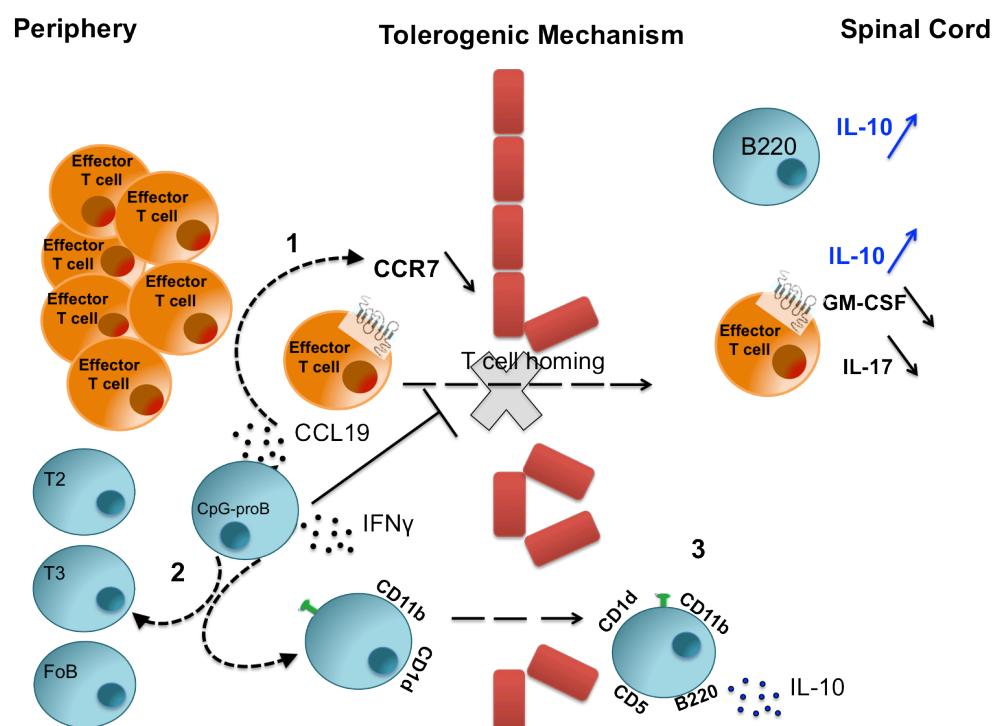 Periphery
Tolerogenic Mechanism
Spinal Cord
Effector
T cell
Effector
T cell
Effector
T cell
Effector
T cell
Effector
T cell
Effector
T cell
1
CCR7
Effector
T cell
T cell homing
CCL19
CpG-proB
IFNγ
T2
T3
FoB
2
CD11b
CD1d
B220
IL-10
IL-10
GM-CSF
Effector
T cell
IL-17
3
CD1d
CD11b
CD5
B220
IL-10